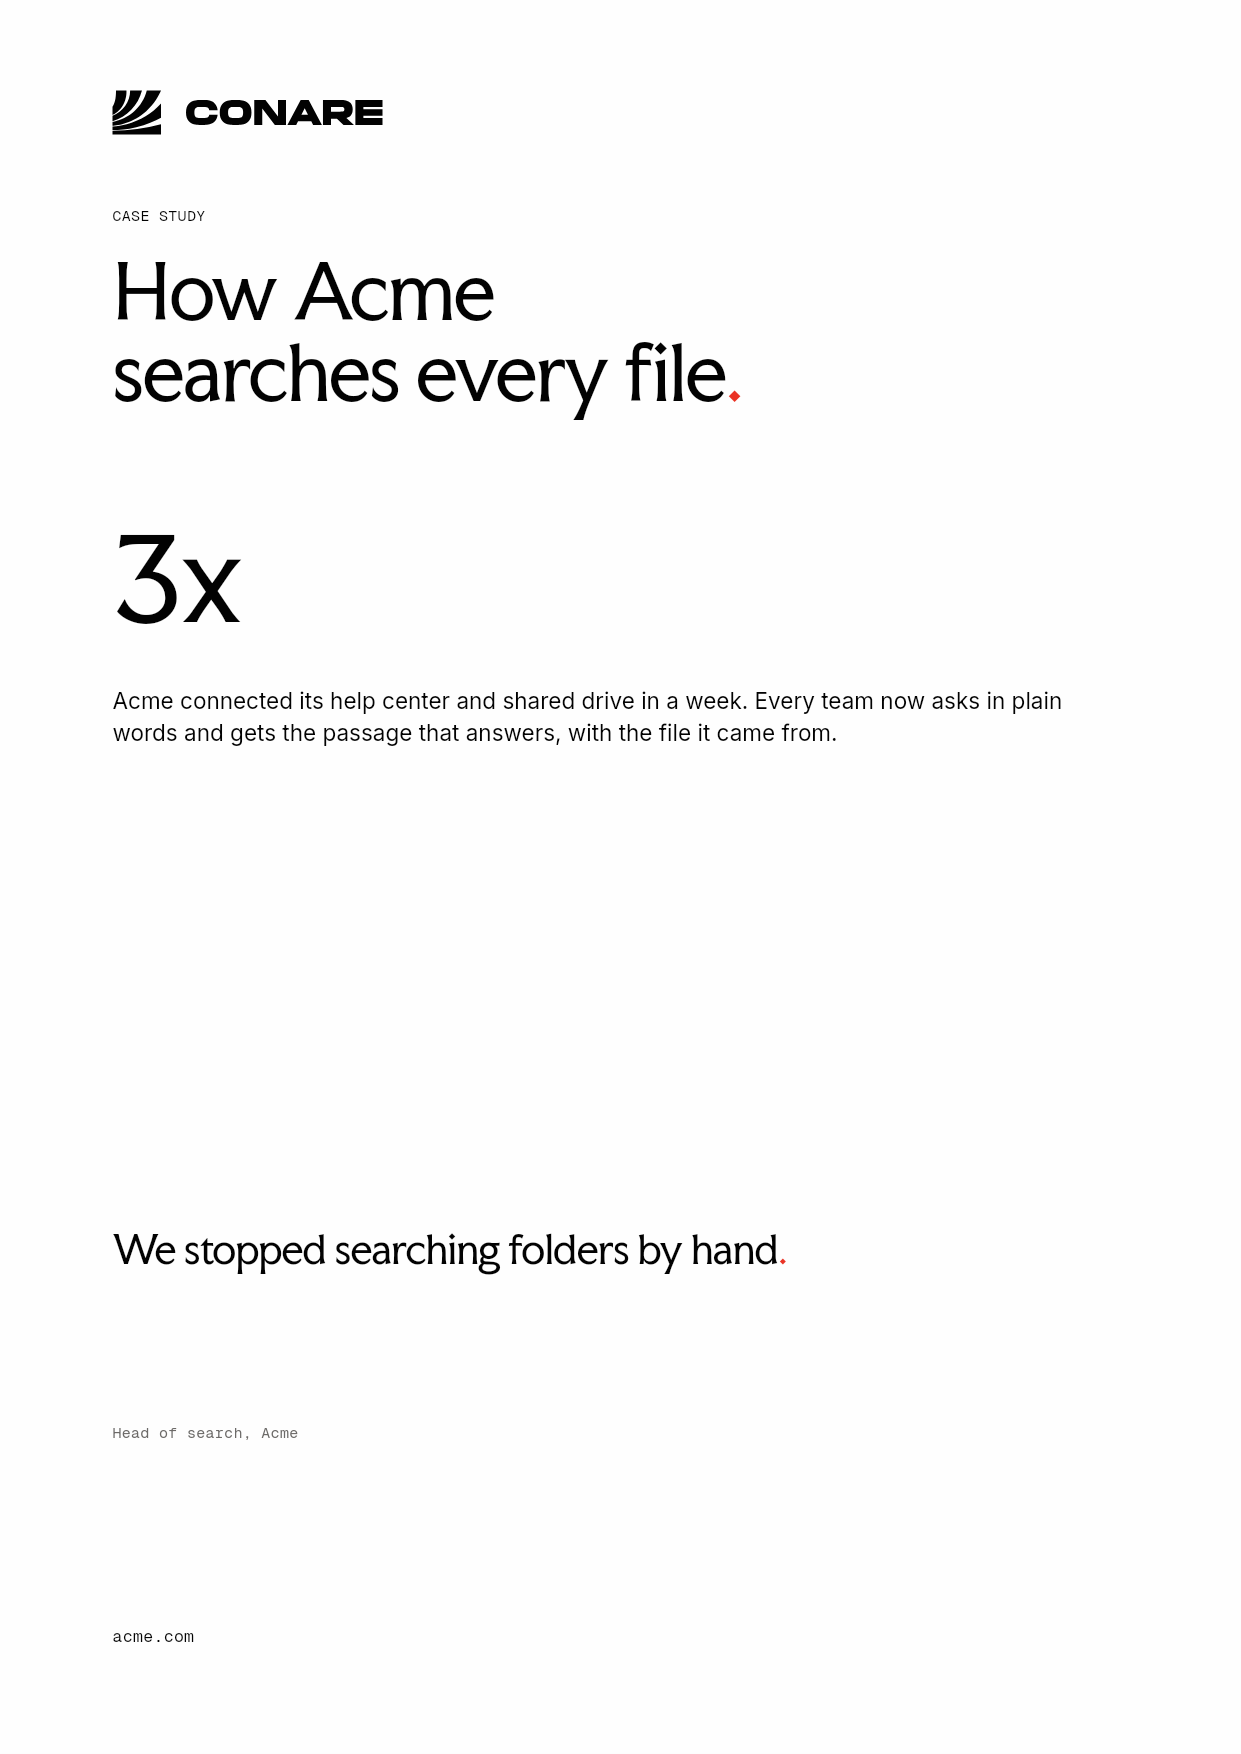 CONARE
CASE STUDY
How Acme
searches every file.
3x
Acme connected its help center and shared drive in a week. Every team now asks in plain
words and gets the passage that answers, with the file it came from.
We stopped searching folders by hand.
Head of search, Acme
acme.com